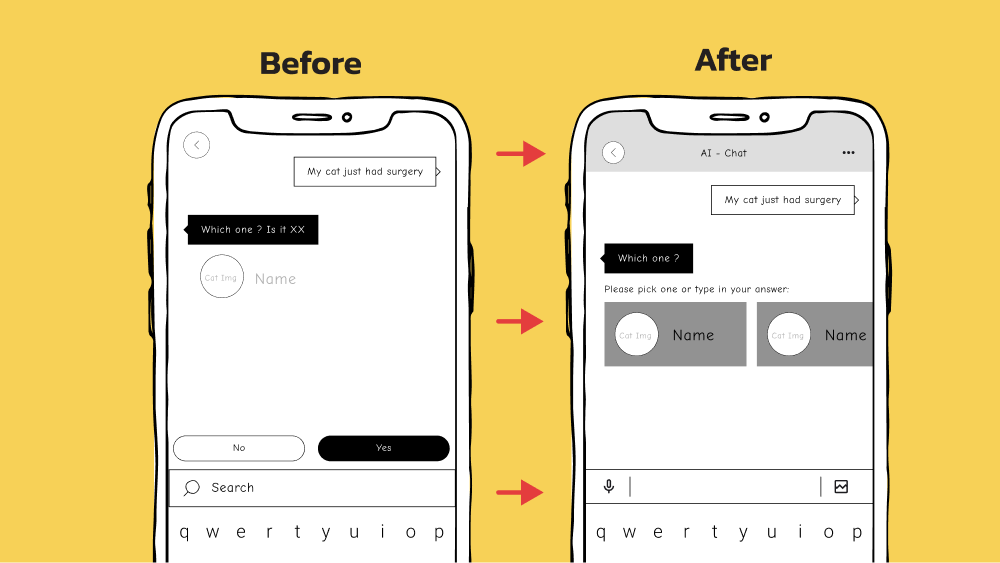 Before
My cat just had surgery
Which one ? Is it XX
Cat Img
Name
No
Yes
Search
q w e r t y u i o p
After
AI - Chat
My cat just had surgery
Which one ?
Please pick one or type in your answer:
Cat Img
Name
Cat Img
Name
q w e r t y u i o p